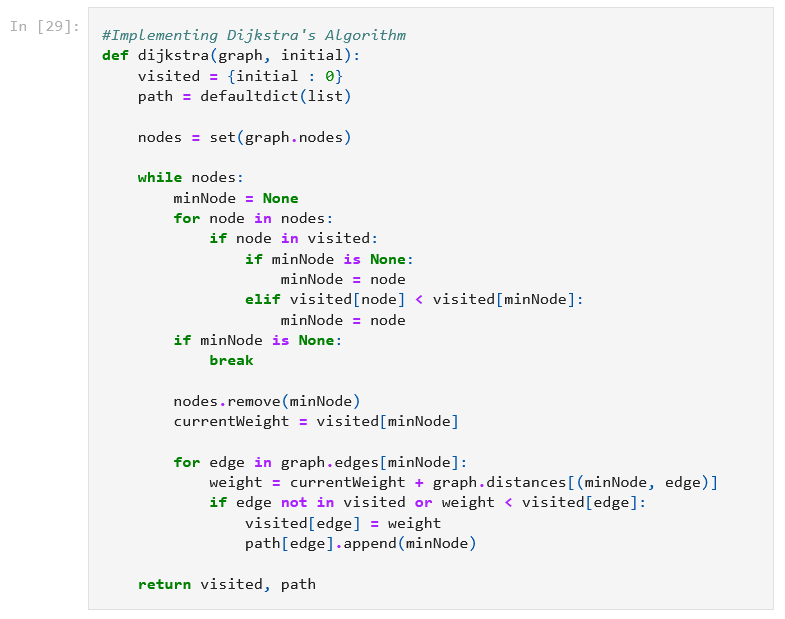 In [29]:
#Implementing Dijkstra's Algorithm
def dijkstra(graph, initial):
    visited = {initial : 0}
    path = defaultdict(list)

    nodes = set(graph.nodes)

    while nodes:
        minNode = None
        for node in nodes:
            if node in visited:
                if minNode is None:
                    minNode = node
                elif visited[node] < visited[minNode]:
                    minNode = node
        if minNode is None:
            break

        nodes.remove(minNode)
        currentWeight = visited[minNode]

        for edge in graph.edges[minNode]:
            weight = currentWeight + graph.distances[(minNode, edge)]
            if edge not in visited or weight < visited[edge]:
                visited[edge] = weight
                path[edge].append(minNode)

    return visited, path